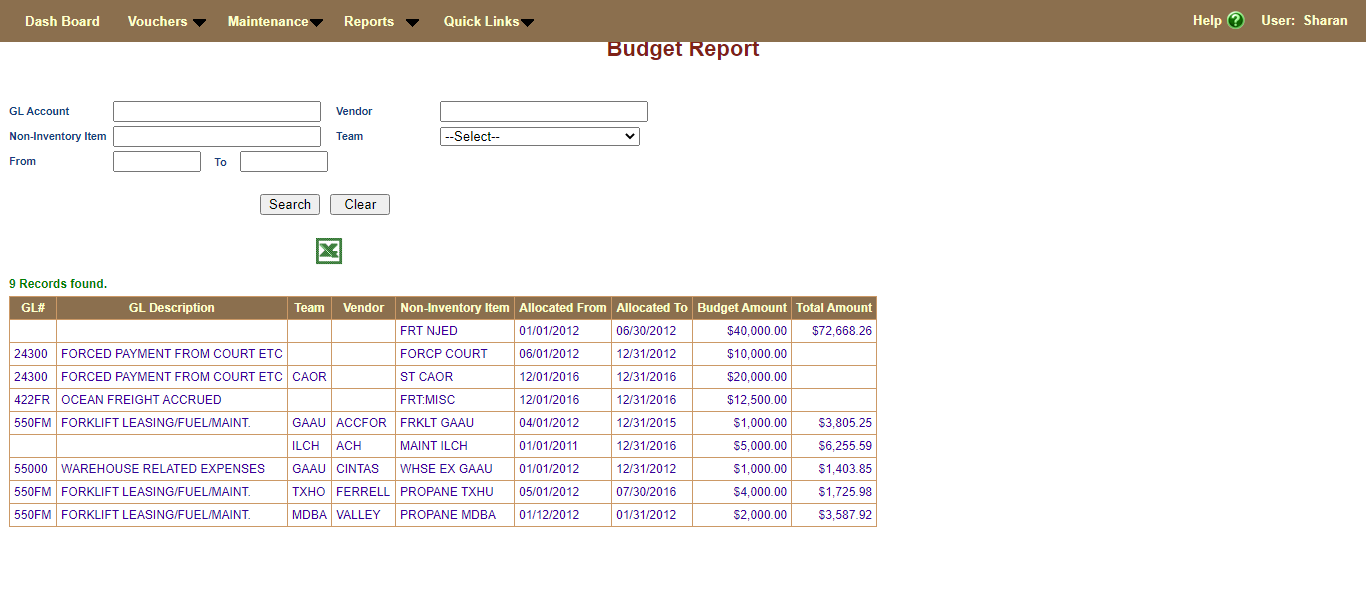 Dash Board Vouchers Maintenance Reports Quick Links Help ? User: Sharan
Budget Report
GL Account Vendor
Non-Inventory Item Team --Select--
From To
Search Clear
9 Records found.
GL# GL Description Team Vendor Non-Inventory Item Allocated From Allocated To Budget Amount Total Amount
FRT NJED 01/01/2012 06/30/2012 $40,000.00 $72,668.26
24300 FORCED PAYMENT FROM COURT ETC FORCP COURT 06/01/2012 12/31/2012 $10,000.00
24300 FORCED PAYMENT FROM COURT ETC CAOR ST CAOR 12/01/2016 12/31/2016 $20,000.00
422FR OCEAN FREIGHT ACCRUED FRT:MISC 12/01/2016 12/31/2016 $12,500.00
550FM FORKLIFT LEASING/FUEL/MAINT. GAAU ACCFOR FRKLT GAAU 04/01/2012 12/31/2015 $1,000.00 $3,805.25
ILCH ACH MAINT ILCH 01/01/2011 12/31/2016 $5,000.00 $6,255.59
55000 WAREHOUSE RELATED EXPENSES GAAU CINTAS WHSE EX GAAU 01/01/2012 12/31/2012 $1,000.00 $1,403.85
550FM FORKLIFT LEASING/FUEL/MAINT. TXHO FERRELL PROPANE TXHU 05/01/2012 07/30/2016 $4,000.00 $1,725.98
550FM FORKLIFT LEASING/FUEL/MAINT. MDBA VALLEY PROPANE MDBA 01/12/2012 01/31/2012 $2,000.00 $3,587.92